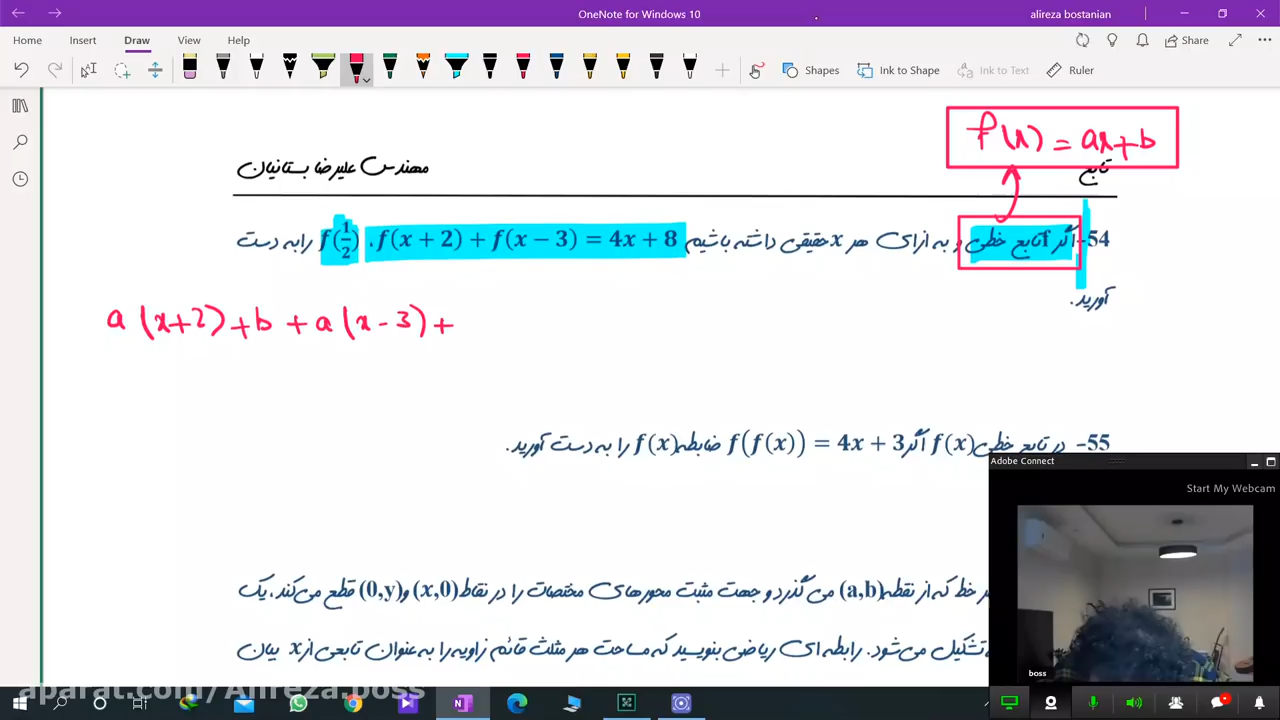 OneNote for Windows 10
alireza bostanian
Home Insert Draw View Help
Share
Shapes Ink to Shape Ink to Text Ruler
f(x) = ax+b
مهندس علیرضا بستانیان
تابع
54- اگر f تابع خطی و به ازای هر x حقیقی داشته باشیم f(x + 2) + f(x − 3) = 4x + 8. f(1/2) را به دست
آورید.
a (x+2) + b + a (x - 3) +
55- در تابع خطی f(x) اگر f(f(x)) = 4x + 3 ضابطه f(x) را به دست آورید.
Adobe Connect
Start My Webcam
ر خط که از نقطه (a,b) می گذرد و جهت مثبت محورهای مختصات را در نقاط (x,0) و (0,y) قطع می‌کند، یک
تشکیل می‌شود. رابطه ای ریاضی بنویسید که مساحت هر مثلث قائم زاویه را به عنوان تابعی از x بیان
boss
aparat.com/Alireza.boss